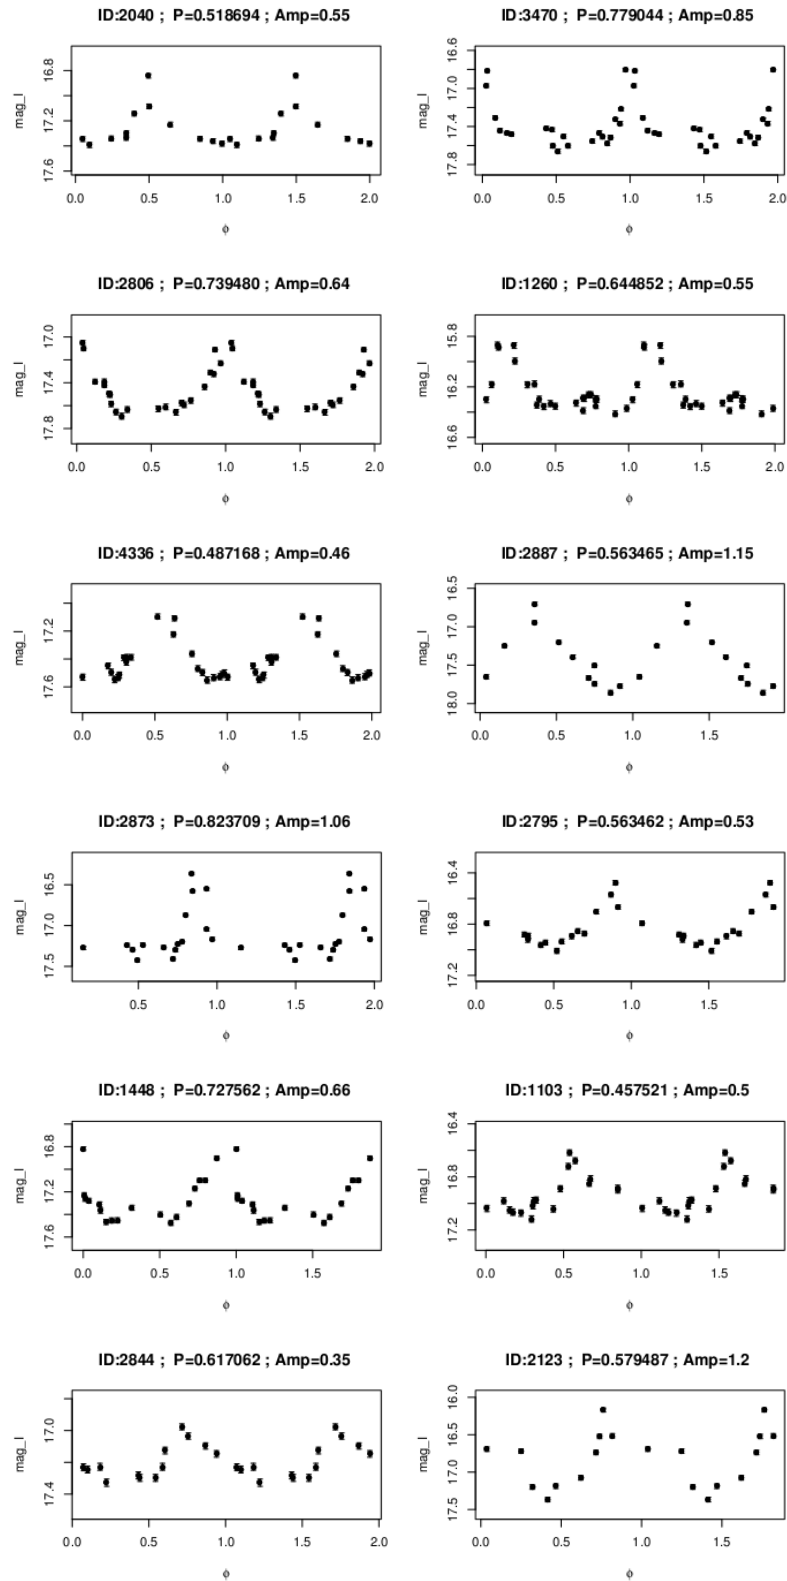 ID:2040 ; P=0.518694 ; Amp=0.55
mag_I
16.8
17.2
17.6
0.0 0.5 1.0 1.5 2.0
ϕ
ID:3470 ; P=0.779044 ; Amp=0.85
mag_I
16.6
17.0
17.4
17.8
0.0 0.5 1.0 1.5 2.0
ϕ
ID:2806 ; P=0.739480 ; Amp=0.64
mag_I
17.0
17.4
17.8
0.0 0.5 1.0 1.5 2.0
ϕ
ID:1260 ; P=0.644852 ; Amp=0.55
mag_I
15.8
16.2
16.6
0.0 0.5 1.0 1.5 2.0
ϕ
ID:4336 ; P=0.487168 ; Amp=0.46
mag_I
17.2
17.6
0.0 0.5 1.0 1.5 2.0
ϕ
ID:2887 ; P=0.563465 ; Amp=1.15
mag_I
16.5
17.0
17.5
18.0
0.0 0.5 1.0 1.5
ϕ
ID:2873 ; P=0.823709 ; Amp=1.06
mag_I
16.5
17.0
17.5
0.5 1.0 1.5 2.0
ϕ
ID:2795 ; P=0.563462 ; Amp=0.53
mag_I
16.4
16.8
17.2
0.0 0.5 1.0 1.5
ϕ
ID:1448 ; P=0.727562 ; Amp=0.66
mag_I
16.8
17.2
17.6
0.0 0.5 1.0 1.5
ϕ
ID:1103 ; P=0.457521 ; Amp=0.5
mag_I
16.4
16.8
17.2
0.0 0.5 1.0 1.5
ϕ
ID:2844 ; P=0.617062 ; Amp=0.35
mag_I
17.0
17.4
0.0 0.5 1.0 1.5 2.0
ϕ
ID:2123 ; P=0.579487 ; Amp=1.2
mag_I
16.0
16.5
17.0
17.5
0.0 0.5 1.0 1.5
ϕ